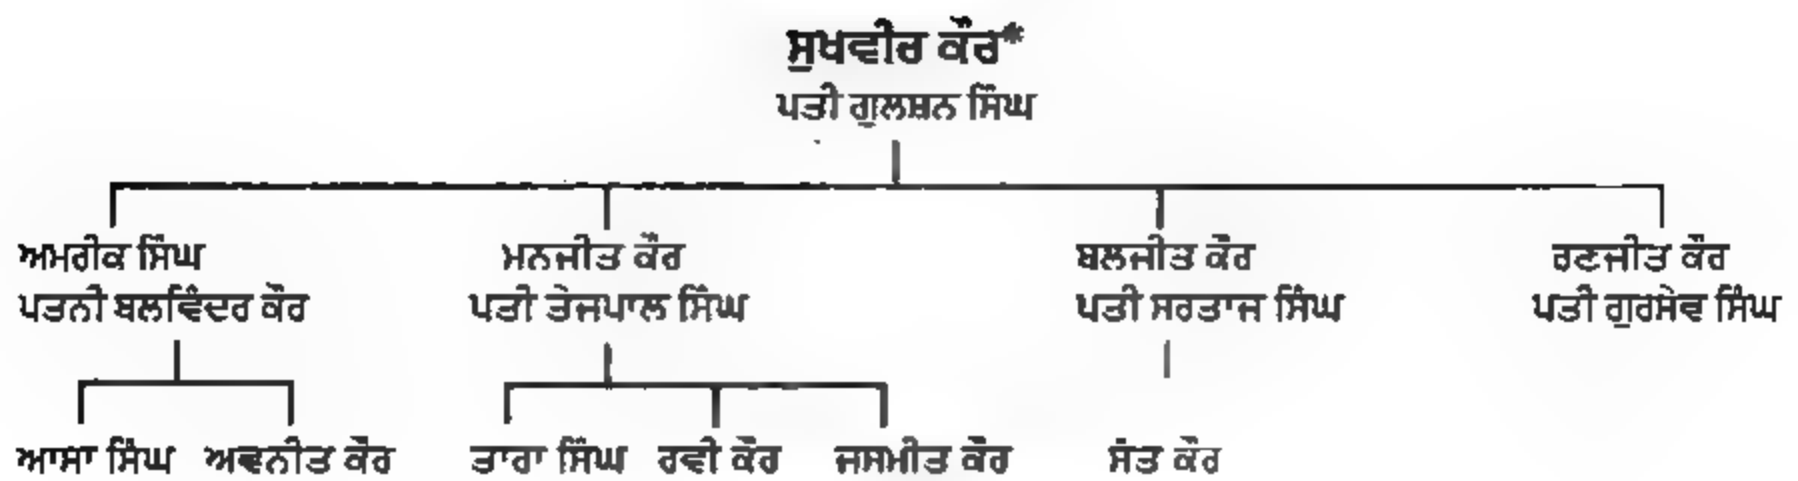 ਸੁਖਵੀਰ ਕੌਰ*
ਪਤੀ ਗੁਲਸ਼ਨ ਸਿੰਘ
ਅਮਰੀਕ ਸਿੰਘ ਮਨਜੀਤ ਕੌਰ ਬਲਜੀਤ ਕੌਰ ਰਣਜੀਤ ਕੌਰ
ਪਤਨੀ ਬਲਵਿੰਦਰ ਕੌਰ ਪਤੀ ਤੇਜਪਾਲ ਸਿੰਘ ਪਤੀ ਸਰਤਾਜ ਸਿੰਘ ਪਤੀ ਗੁਰਸੇਵ ਸਿੰਘ
ਆਸਾ ਸਿੰਘ ਅਵਨੀਤ ਕੌਰ ਤਾਰਾ ਸਿੰਘ ਰਵੀ ਕੌਰ ਜਸਮੀਤ ਕੌਰ ਸੰਤ ਕੌਰ